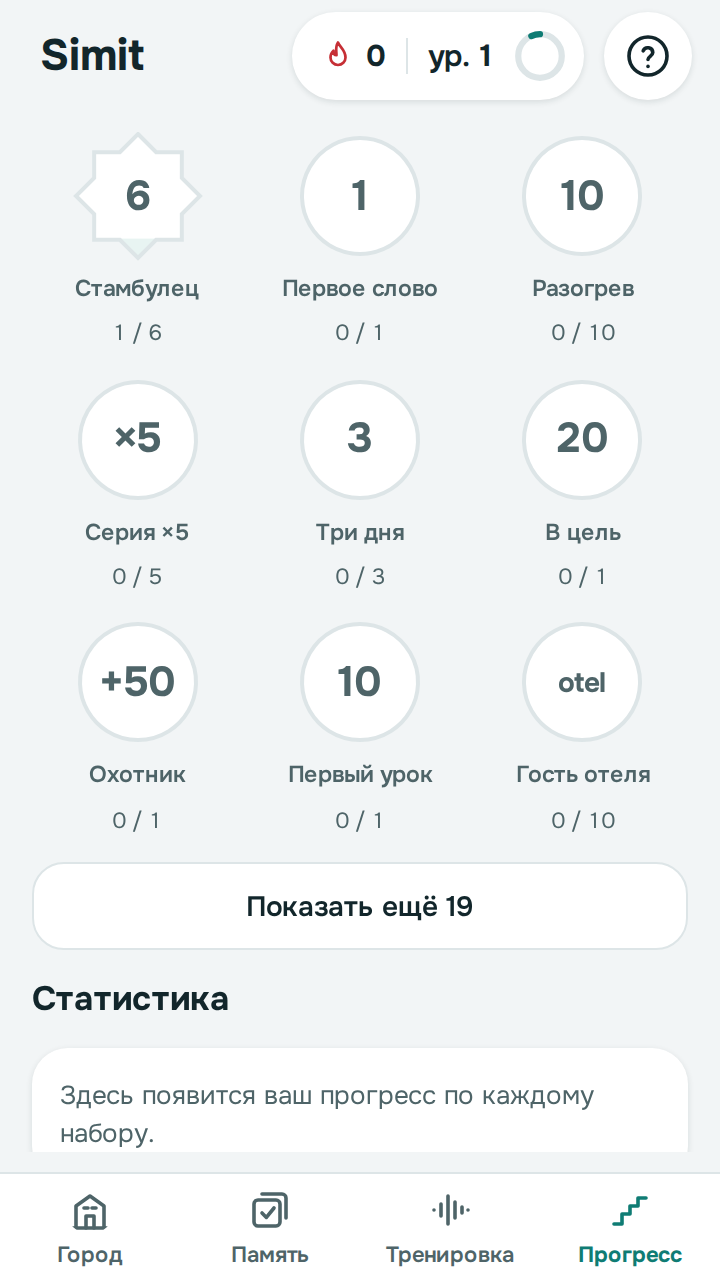 Simit
0
ур. 1
?
6
1
10
Стамбулец
Первое слово
Разогрев
1 / 6
0 / 1
0 / 10
×5
3
20
Серия ×5
Три дня
В цель
0 / 5
0 / 3
0 / 1
+50
10
otel
Охотник
Первый урок
Гость отеля
0 / 1
0 / 1
0 / 10
Показать ещё 19
Статистика
Здесь появится ваш прогресс по каждому
набору.
Город
Память
Тренировка
Прогресс